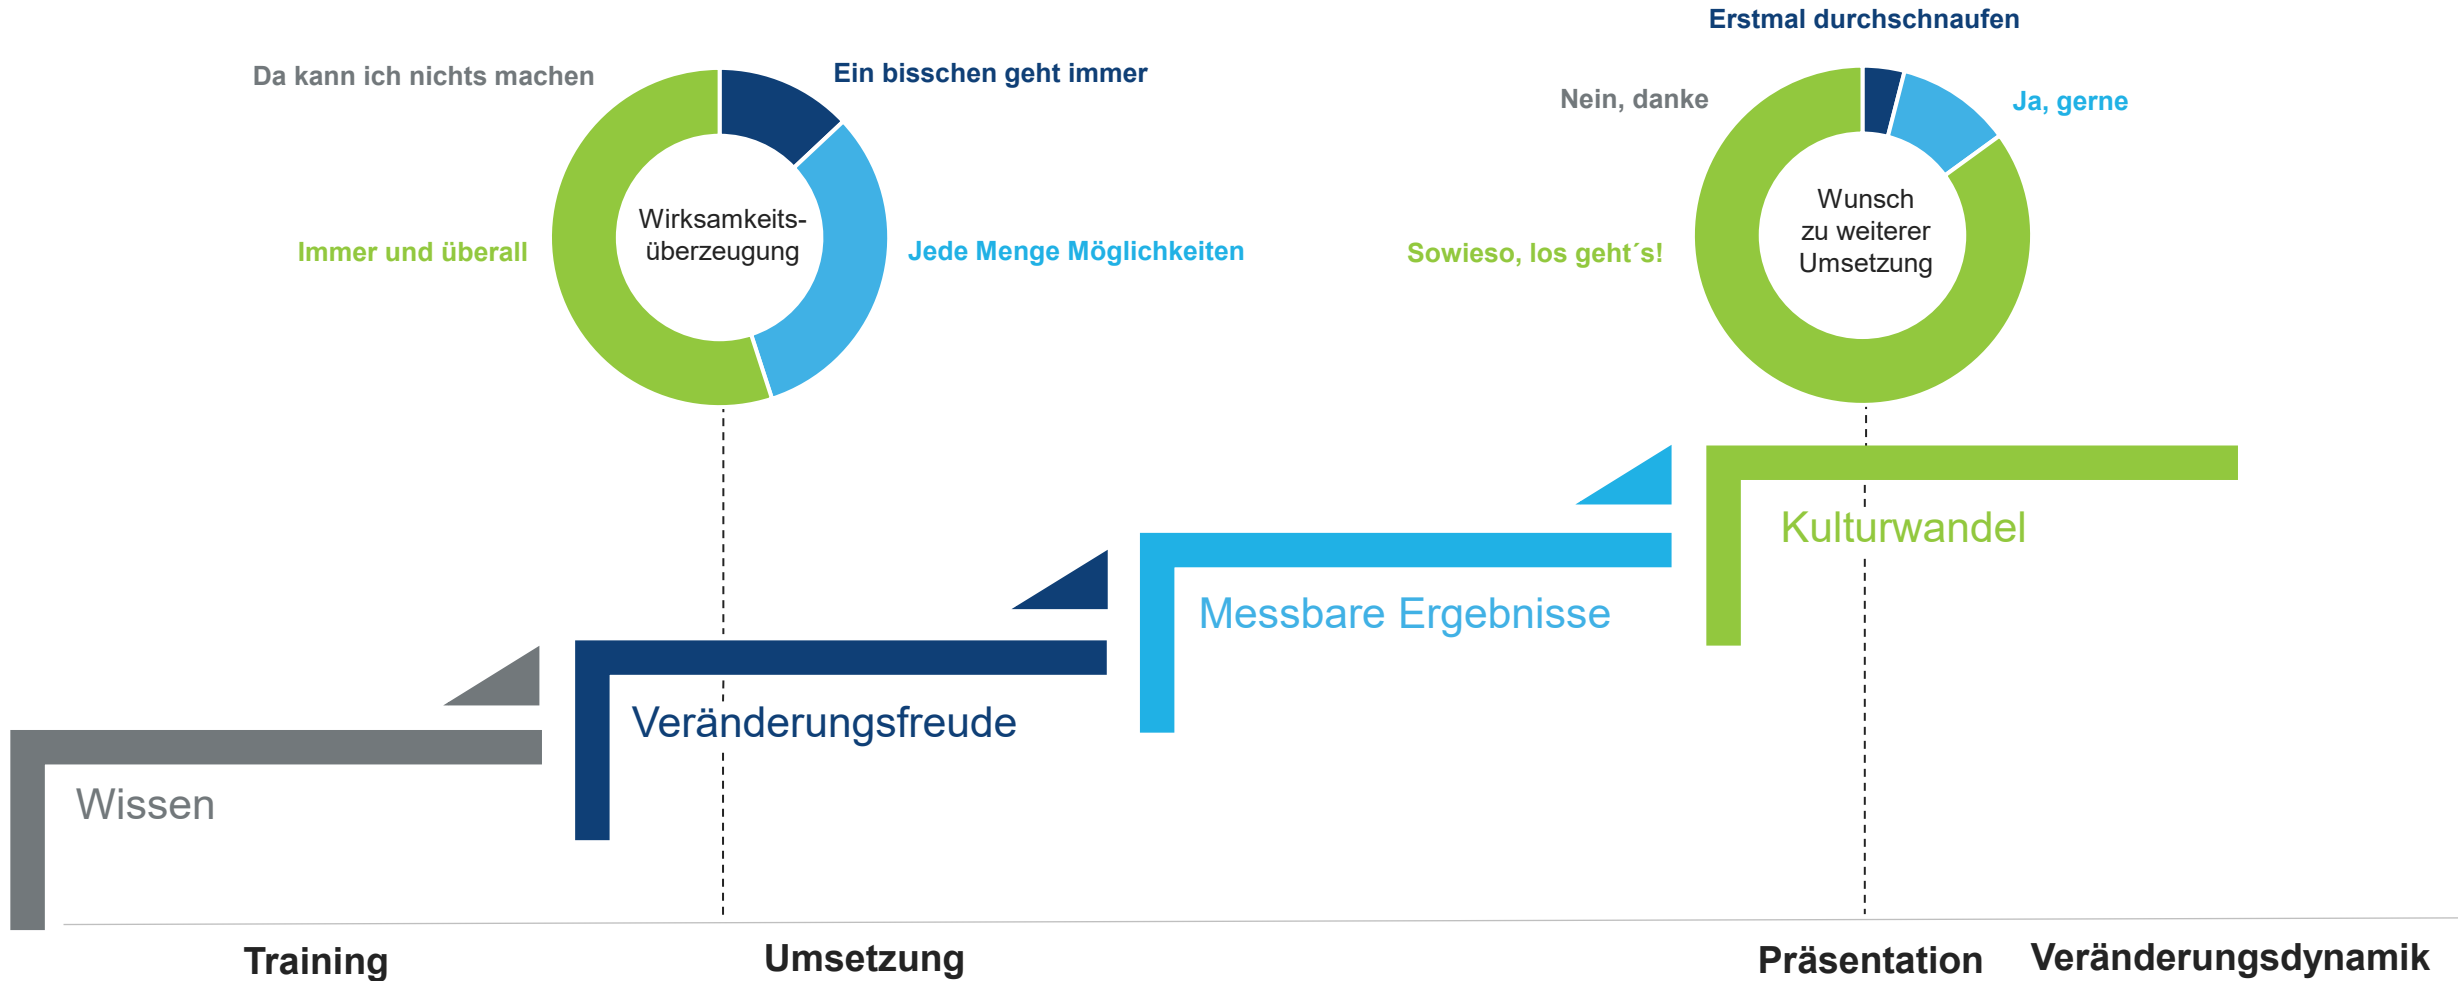 Erstmal durchschnaufen
Da kann ich nichts machen
Ein bisschen geht immer
Nein, danke
Ja, gerne
Wirksamkeits-
überzeugung
Immer und überall
Jede Menge Möglichkeiten
Wunsch
zu weiterer
Umsetzung
Sowieso, los geht´s!
Kulturwandel
Messbare Ergebnisse
Veränderungsfreude
Wissen
Training
Umsetzung
Präsentation
Veränderungsdynamik